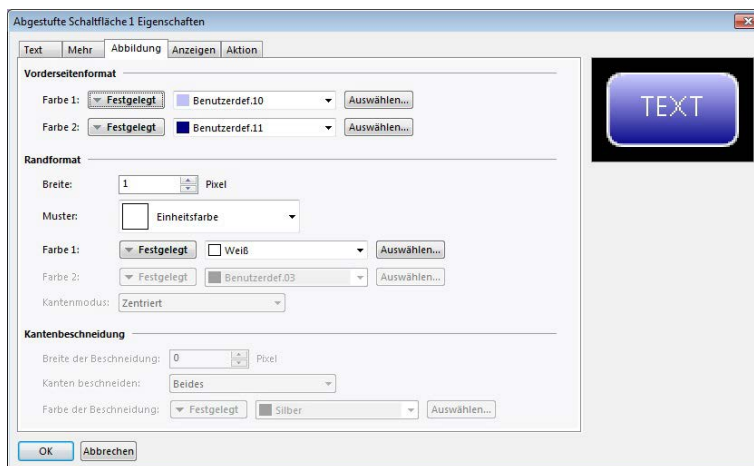 Abgestufte Schaltfläche 1 Eigenschaften
Text Mehr Abbildung Anzeigen Aktion
Vorderseitenformat
Farbe 1: Festgelegt Benutzerdef.10 Auswählen...
Farbe 2: Festgelegt Benutzerdef.11 Auswählen...
TEXT
Randformat
Breite: 1 Pixel
Muster: Einheitsfarbe
Farbe 1: Festgelegt Weiß Auswählen...
Farbe 2: Festgelegt Benutzerdef.03 Auswählen...
Kantenmodus: Zentriert
Kantenbeschneidung
Breite der Beschneidung: 0 Pixel
Kanten beschneiden: Beides
Farbe der Beschneidung: Festgelegt Silber Auswählen...
OK Abbrechen